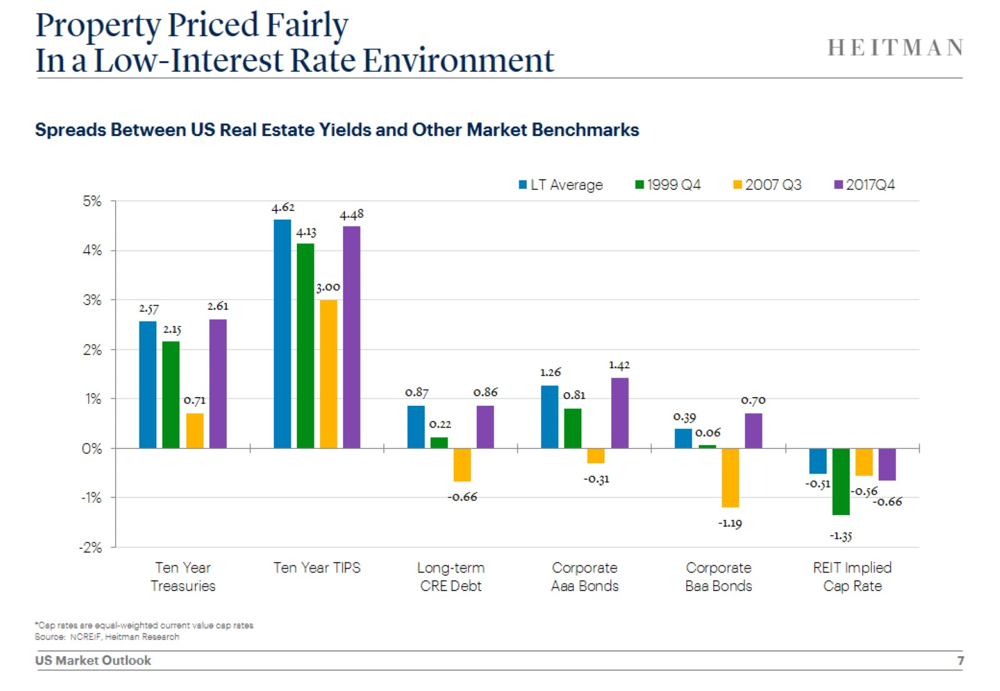 Property Priced Fairly
In a Low-Interest Rate Environment
HEITMAN
Spreads Between US Real Estate Yields and Other Market Benchmarks
LT Average 1999 Q4 2007 Q3 2017Q4
5%
4%
3%
2%
1%
0%
-1%
-2%
2.57
2.15
0.71
2.61
4.62
4.13
3.00
4.48
0.87
0.22
-0.66
0.86
1.26
0.81
-0.31
1.42
0.39
0.06
-1.19
0.70
-0.51
-1.35
-0.56
-0.66
Ten Year
Treasuries
Ten Year TIPS
Long-term
CRE Debt
Corporate
Aaa Bonds
Corporate
Baa Bonds
REIT Implied
Cap Rate
*Cap rates are equal-weighted current value cap rates
Source: NCREIF, Heitman Research
US Market Outlook
7